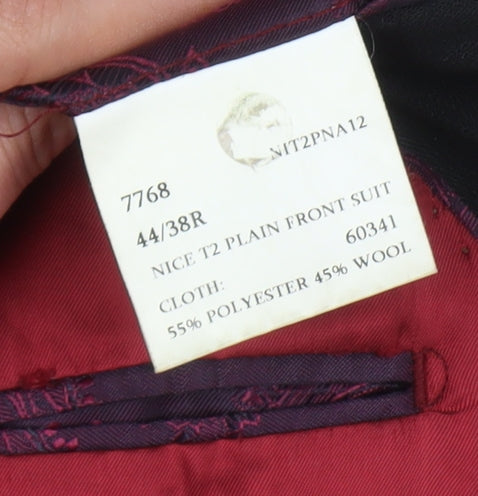 NIT2PNA12
7768
44/38R
NICE T2 PLAIN FRONT SUIT
60341
CLOTH:
55% POLYESTER 45% WOOL